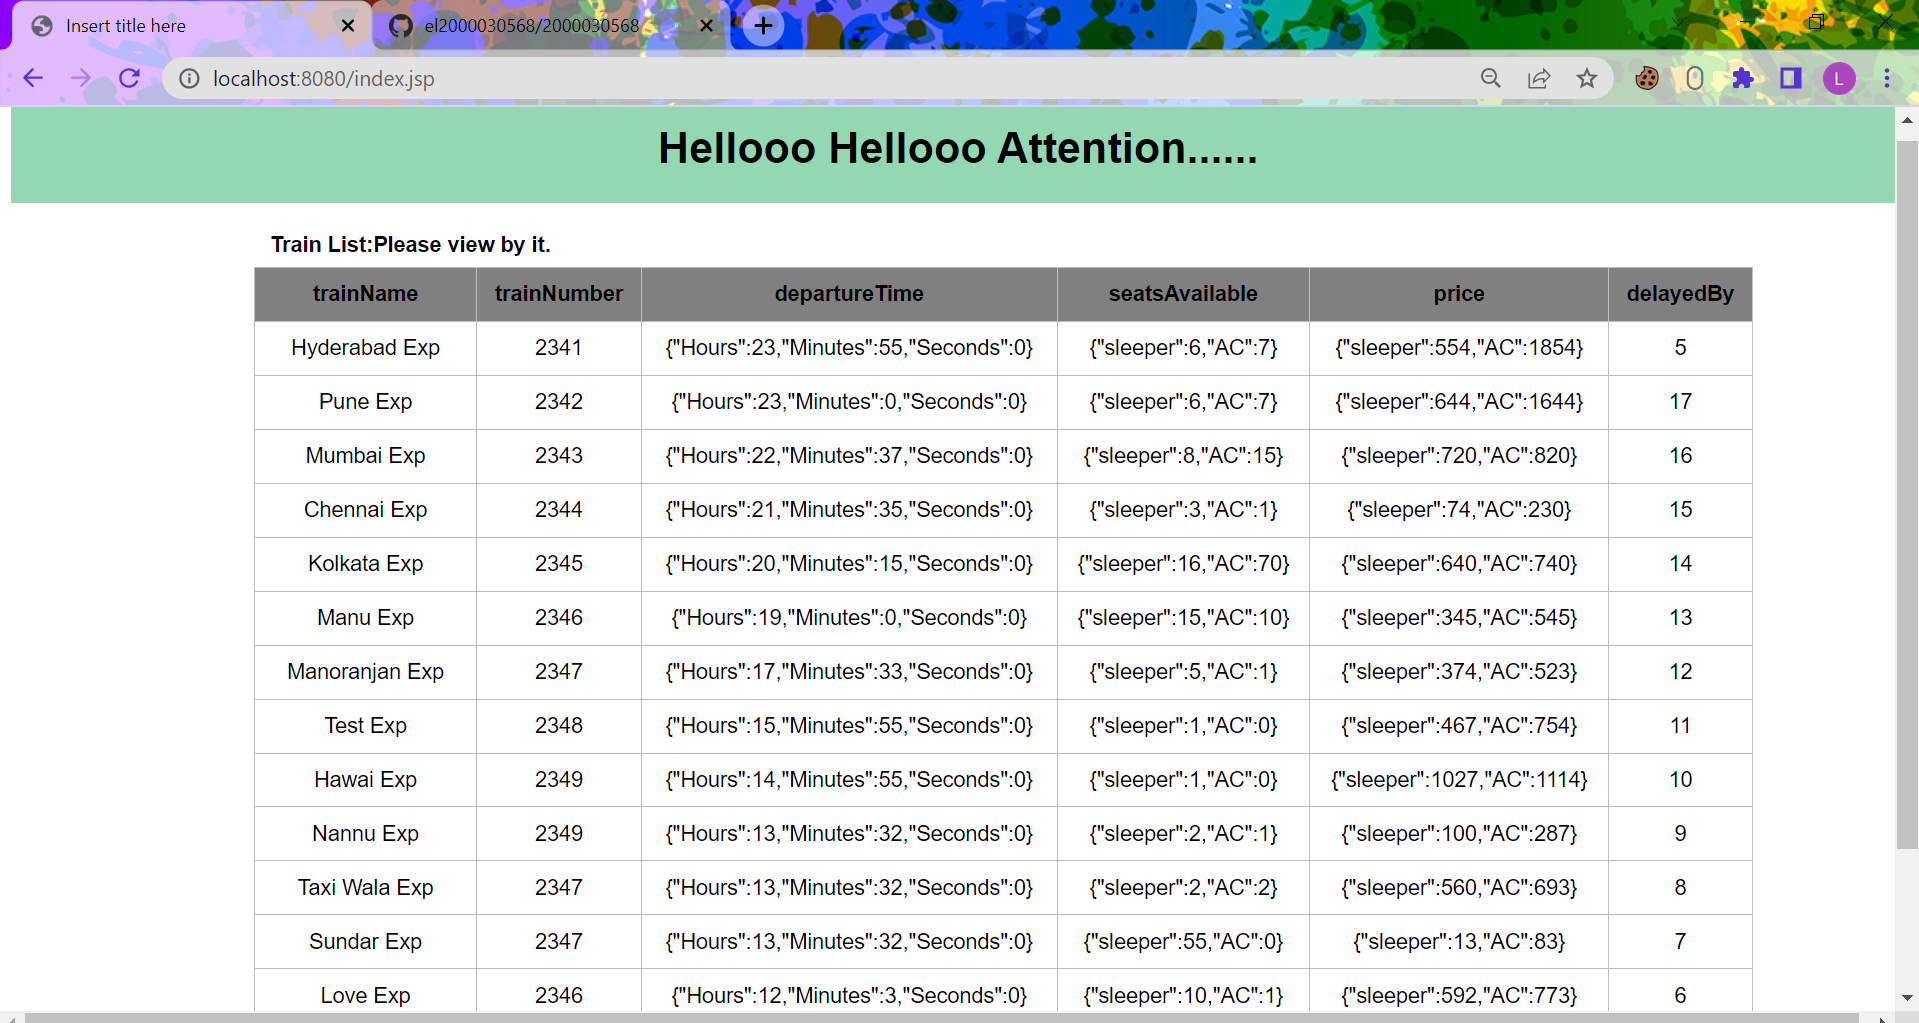 Insert title here
el2000030568/2000030568
localhost:8080/index.jsp
L
Hellooo Hellooo Attention......
Train List:Please view by it.
trainName trainNumber departureTime seatsAvailable price delayedBy
Hyderabad Exp 2341 {"Hours":23,"Minutes":55,"Seconds":0} {"sleeper":6,"AC":7} {"sleeper":554,"AC":1854} 5
Pune Exp 2342 {"Hours":23,"Minutes":0,"Seconds":0} {"sleeper":6,"AC":7} {"sleeper":644,"AC":1644} 17
Mumbai Exp 2343 {"Hours":22,"Minutes":37,"Seconds":0} {"sleeper":8,"AC":15} {"sleeper":720,"AC":820} 16
Chennai Exp 2344 {"Hours":21,"Minutes":35,"Seconds":0} {"sleeper":3,"AC":1} {"sleeper":74,"AC":230} 15
Kolkata Exp 2345 {"Hours":20,"Minutes":15,"Seconds":0} {"sleeper":16,"AC":70} {"sleeper":640,"AC":740} 14
Manu Exp 2346 {"Hours":19,"Minutes":0,"Seconds":0} {"sleeper":15,"AC":10} {"sleeper":345,"AC":545} 13
Manoranjan Exp 2347 {"Hours":17,"Minutes":33,"Seconds":0} {"sleeper":5,"AC":1} {"sleeper":374,"AC":523} 12
Test Exp 2348 {"Hours":15,"Minutes":55,"Seconds":0} {"sleeper":1,"AC":0} {"sleeper":467,"AC":754} 11
Hawai Exp 2349 {"Hours":14,"Minutes":55,"Seconds":0} {"sleeper":1,"AC":0} {"sleeper":1027,"AC":1114} 10
Nannu Exp 2349 {"Hours":13,"Minutes":32,"Seconds":0} {"sleeper":2,"AC":1} {"sleeper":100,"AC":287} 9
Taxi Wala Exp 2347 {"Hours":13,"Minutes":32,"Seconds":0} {"sleeper":2,"AC":2} {"sleeper":560,"AC":693} 8
Sundar Exp 2347 {"Hours":13,"Minutes":32,"Seconds":0} {"sleeper":55,"AC":0} {"sleeper":13,"AC":83} 7
Love Exp 2346 {"Hours":12,"Minutes":3,"Seconds":0} {"sleeper":10,"AC":1} {"sleeper":592,"AC":773} 6